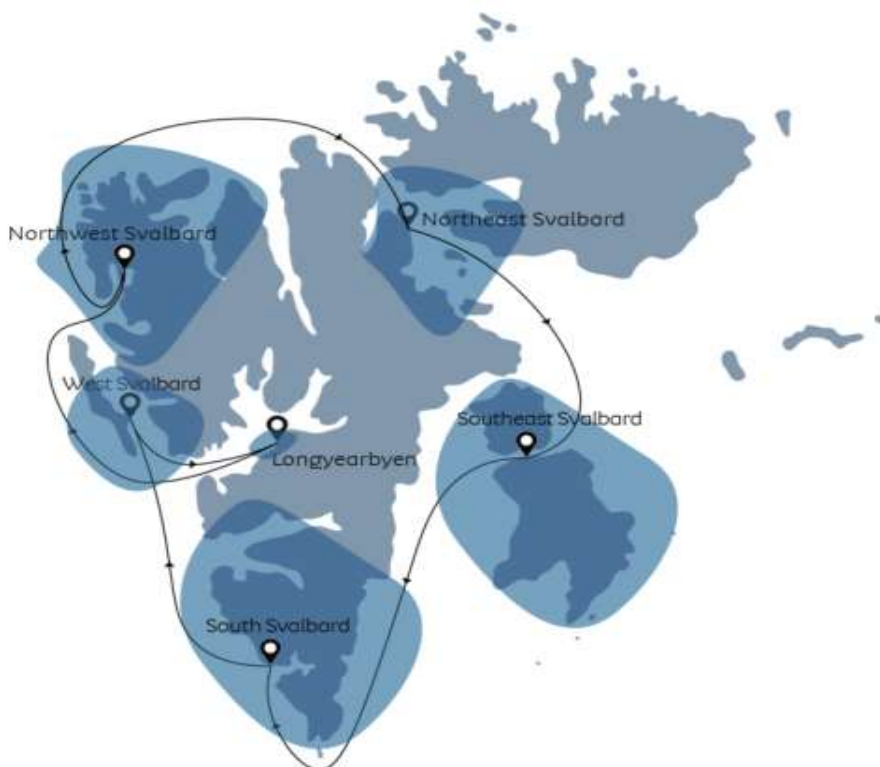 Northeast Svalbard
Northwest Svalbard
West Svalbard
Southeast Svalbard
Longyearbyen
South Svalbard